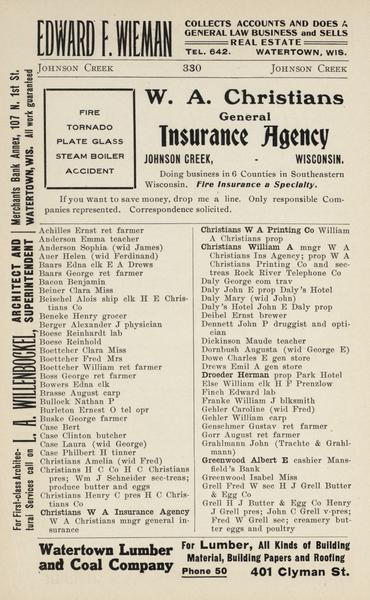 EDWARD F. WIEMAN
COLLECTS ACCOUNTS AND DOES A
GENERAL LAW BUSINESS and SELLS
REAL ESTATE
TEL. 642. WATERTOWN, WIS.
JOHNSON CREEK 330 JOHNSON CREEK
FIRE
TORNADO
PLATE GLASS
STEAM BOILER
ACCIDENT
W. A. Christians
General
Insurance Agency
JOHNSON CREEK, - WISCONSIN.
Doing business in 6 Counties in Southeastern
Wisconsin. Fire Insurance a Specialty.
If you want to save money, drop me a line. Only responsible Com-
panies represented. Correspondence solicited.
For First-class Architec-
tural Services call on
L. A. WILLENBOCKEL,
ARCHITECT AND
SUPERINTENDENT
Merchants Bank Annex, 107 N. 1st St.
WATERTOWN, WIS. All work guaranteed
Achilles Ernst ret farmer
Anderson Emma teacher
Anderson Sophia (wid James)
Auer Helen (wid Ferdinand)
Baars Edna clk E A Drews
Baars George ret farmer
Bacon Benjamin
Beiner Clara Miss
Beischel Alois ship clk H E Chris-
tians Co
Beneke Henry grocer
Berger Alexander J physician
Boese Reinhard lab
Boese Reinhold
Boettcher Clara Miss
Boettcher Fred Mrs
Boettcher William ret farmer
Boss George ret farmer
Bowers Edna clk
Brasse August carp
Bullock Nathan P
Burleton Ernest O tel opr
Buske George farmer
Case Bert
Case Clinton butcher
Case Laura (wid George)
Case Philbert H tinner
Christians Amelia (wid Fred)
Christians H C Co H C Christians
pres; Wm J Schneider sec-treas;
produce butter and eggs
Christians Henry C pres H C Chris-
tians Co
Christians W A Insurance Agency
W A Christians mngr general in-
surance
Christians W A Printing Co William
A Christians prop
Christians William A mngr W A
Christians Ins Agency; prop W A
Christians Printing Co and sec-
treas Rock River Telephone Co
Daly George com trav
Daly John E prop Daly's Hotel
Daly Mary (wid John)
Daly's Hotel John E Daly prop
Deibel Ernst brewer
Dennett John P druggist and opti-
cian
Dickinson Maude teacher
Dornbush Augusta (wid George E)
Dowe Charles E gen store
Drews Emil A gen store
Droeder Herman prop Park Hotel
Else William clk H F Prenzlow
Finch Edward lab
Franke William J blksmith
Gehler Caroline (wid Fred)
Gehler William carp
Genschmer Gustav ret farmer
Gorr August ret farmer
Grahlmann John (Trachte & Grahl-
mann)
Greenwood Albert E cashier Mans-
field's Bank
Greenwood Isabel Miss
Grell Fred W sec H J Grell Butter
& Egg Co
Grell H J Butter & Egg Co Henry
J Grell pres; John C Grell v-pres;
Fred W Grell sec; creamery but-
ter eggs and poultry
Watertown Lumber
and Coal Company
For Lumber, All Kinds of Building
Material, Building Papers and Roofing
Phone 50 401 Clyman St.